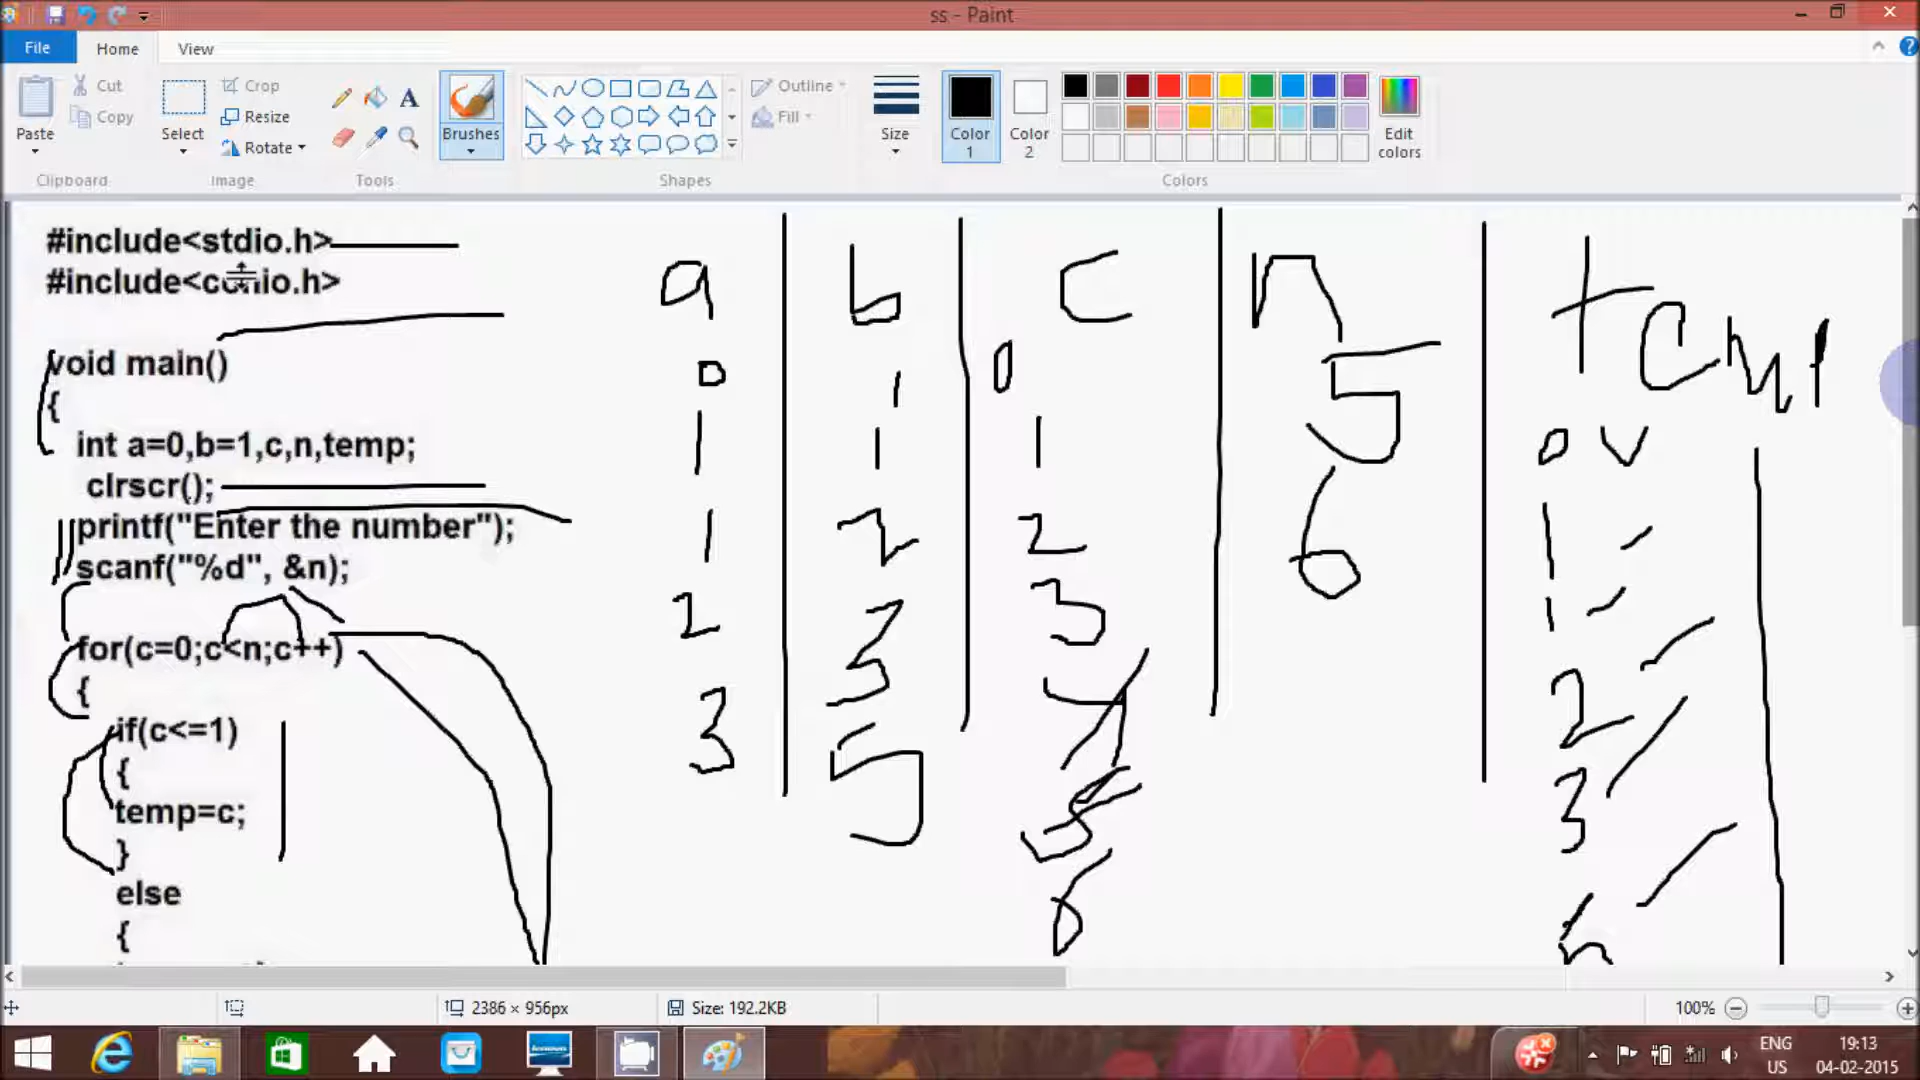 ss - Paint
File
Home
View
Cut
Copy
Paste
Clipboard
Select
Crop
Resize
Rotate
Image
Tools
Brushes
Shapes
Outline
Fill
Size
Color
1
Color
2
Edit
colors
Colors
#include<stdio.h>
#include<conio.h>
void main()
{
int a=0,b=1,c,n,temp;
clrscr();
printf("Enter the number");
scanf("%d", &n);
for(c=0;c<n;c++)
{
if(c<=1)
{
temp=c;
}
else
{
a b c n temp
0 1 0 5 0
1 1 1 6 1
1 2 2 1
2 3 3 2
3 5 4 3
5
2386 × 956px
Size: 192.2KB
100%
lenovo
ENG
US
19:13
04-02-2015